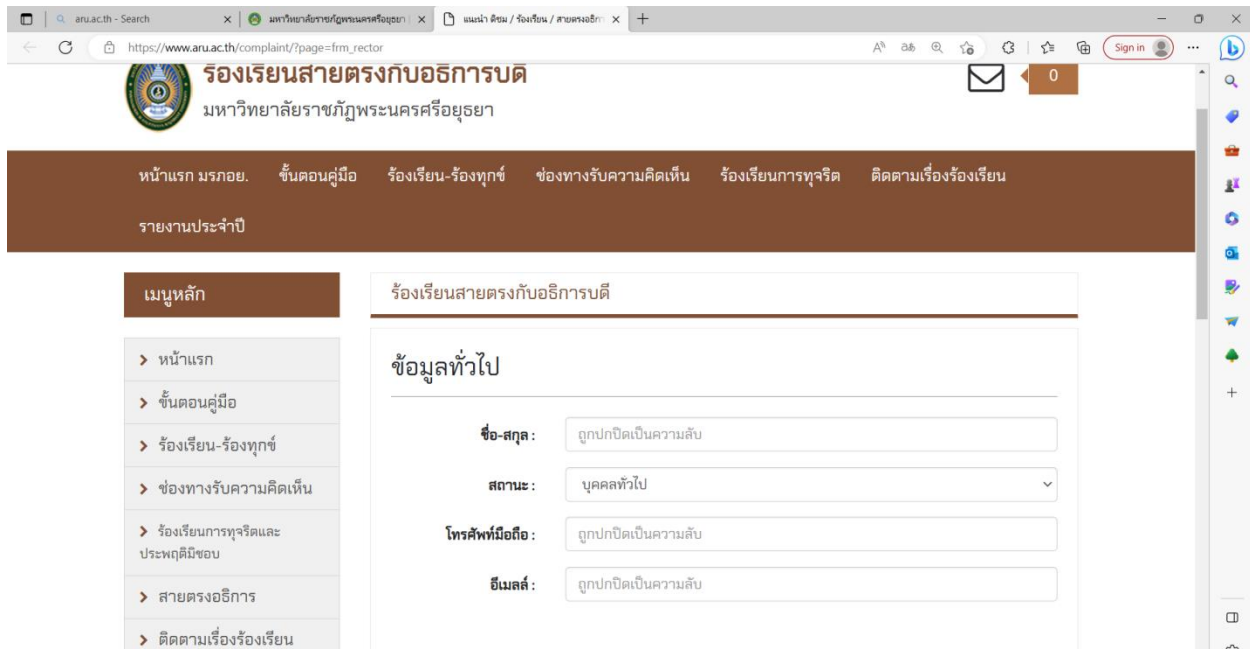 aru.ac.th - Search
มหาวิทยาลัยราชภัฏพระนครศรีอยุธยา |
แนะนำ ติชม / ร้องเรียน / สายตรงอธิก
https://www.aru.ac.th/complaint/?page=frm_rector
Sign in
ร้องเรียนสายตรงกับอธิการบดี
0
มหาวิทยาลัยราชภัฏพระนครศรีอยุธยา
หน้าแรก มรภอย. ขั้นตอนคู่มือ ร้องเรียน-ร้องทุกข์ ช่องทางรับความคิดเห็น ร้องเรียนการทุจริต ติดตามเรื่องร้องเรียน
รายงานประจำปี
เมนูหลัก
หน้าแรก
ขั้นตอนคู่มือ
ร้องเรียน-ร้องทุกข์
ช่องทางรับความคิดเห็น
ร้องเรียนการทุจริตและ
ประพฤติมิชอบ
สายตรงอธิการ
ติดตามเรื่องร้องเรียน
ร้องเรียนสายตรงกับอธิการบดี
ข้อมูลทั่วไป
ชื่อ-สกุล : ถูกปกปิดเป็นความลับ
สถานะ : บุคคลทั่วไป
โทรศัพท์มือถือ : ถูกปกปิดเป็นความลับ
อีเมลล์ : ถูกปกปิดเป็นความลับ